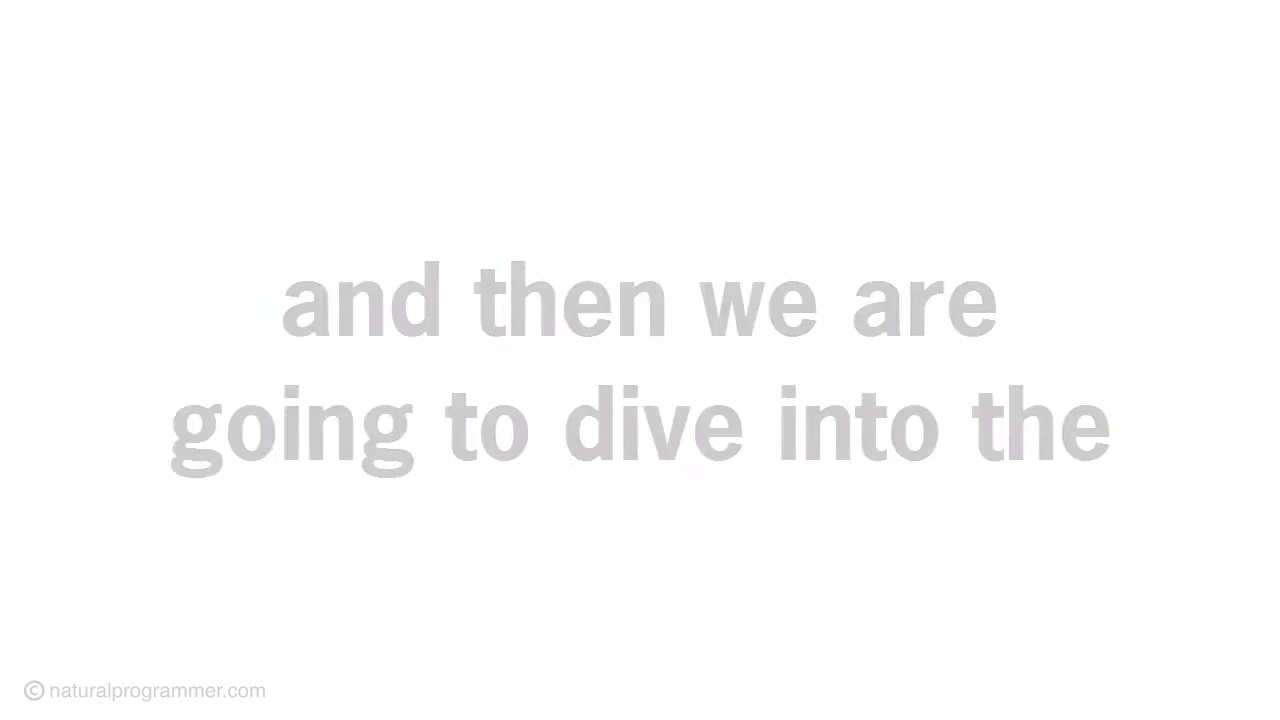 and then we are
going to dive into the
© naturalprogrammer.com